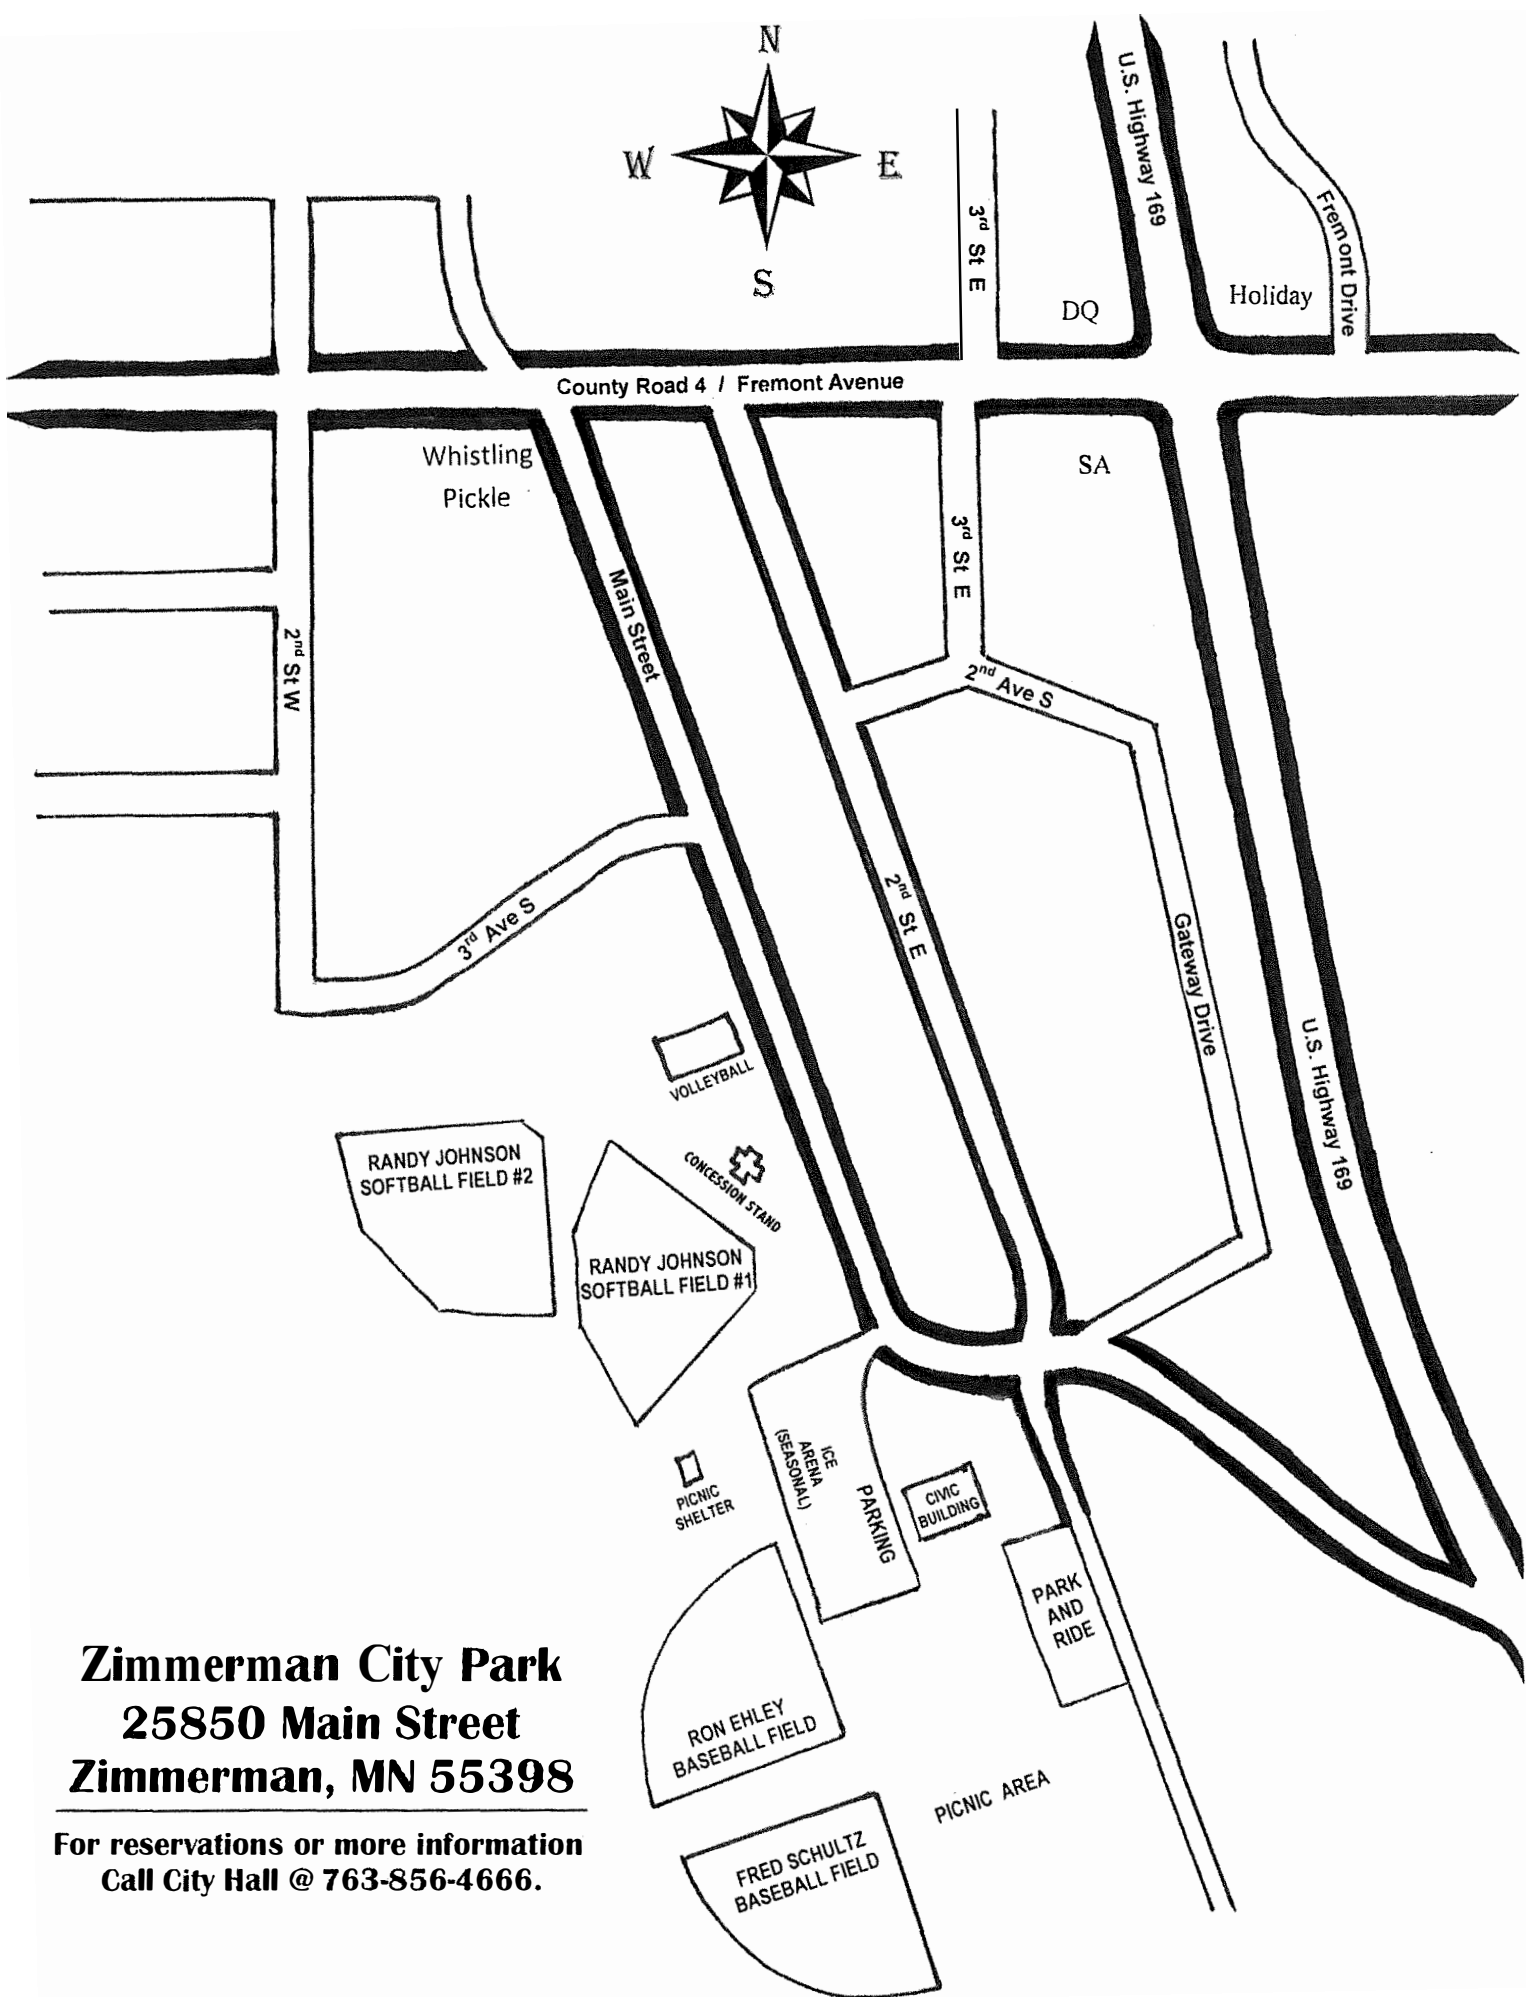 N
W
E
S
U.S. Highway 169
Fremont Drive
3rd St E
DQ
Holiday
County Road 4 / Fremont Avenue
Whistling
Pickle
SA
3rd St E
Main Street
2nd St W
2nd Ave S
2nd St E
3rd Ave S
Gateway Drive
U.S. Highway 169
VOLLEYBALL
RANDY JOHNSON
SOFTBALL FIELD #2
CONCESSION STAND
RANDY JOHNSON
SOFTBALL FIELD #1
ICE
ARENA
(SEASONAL)
PARKING
PICNIC
SHELTER
CIVIC
BUILDING
PARK
AND
RIDE
RON EHLEY
BASEBALL FIELD
PICNIC AREA
FRED SCHULTZ
BASEBALL FIELD
Zimmerman City Park
25850 Main Street
Zimmerman, MN 55398
For reservations or more information
Call City Hall @ 763-856-4666.